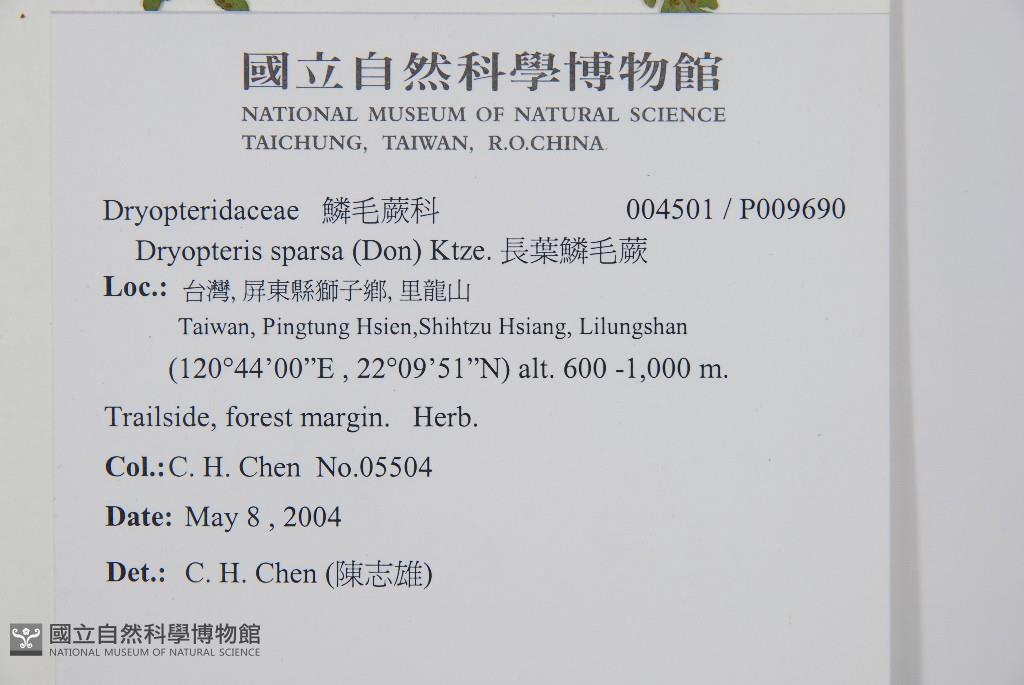 國立自然科學博物館
NATIONAL MUSEUM OF NATURAL SCIENCE
TAICHUNG, TAIWAN, R.O.CHINA.
Dryopteridaceae 鱗毛蕨科 004501 / P009690
Dryopteris sparsa (Don) Ktze. 長葉鱗毛蕨
Loc.: 台灣, 屏東縣獅子鄉, 里龍山
Taiwan, Pingtung Hsien,Shihtzu Hsiang, Lilungshan
(120°44’00”E , 22°09’51”N) alt. 600 -1,000 m.
Trailside, forest margin. Herb.
Col.: C. H. Chen No.05504
Date: May 8 , 2004
Det.: C. H. Chen (陳志雄)
國立自然科學博物館
NATIONAL MUSEUM OF NATURAL SCIENCE